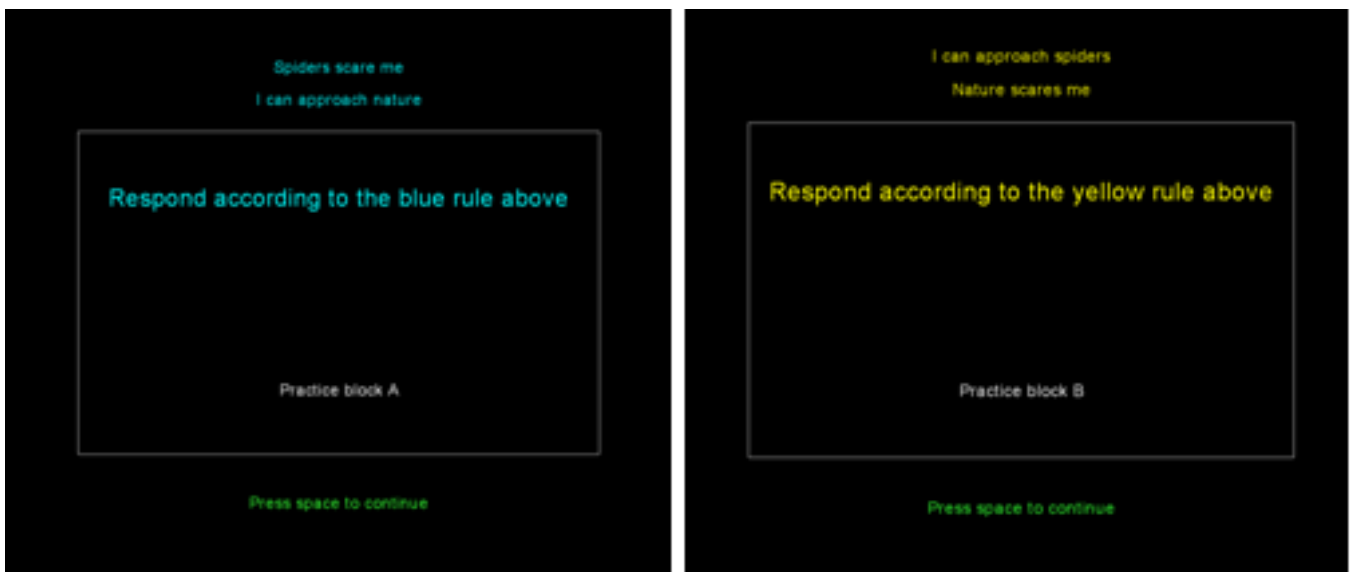 Spiders scare me
I can approach nature
Respond according to the blue rule above
Practice block A
Press space to continue
I can approach spiders
Nature scares me
Respond according to the yellow rule above
Practice block B
Press space to continue